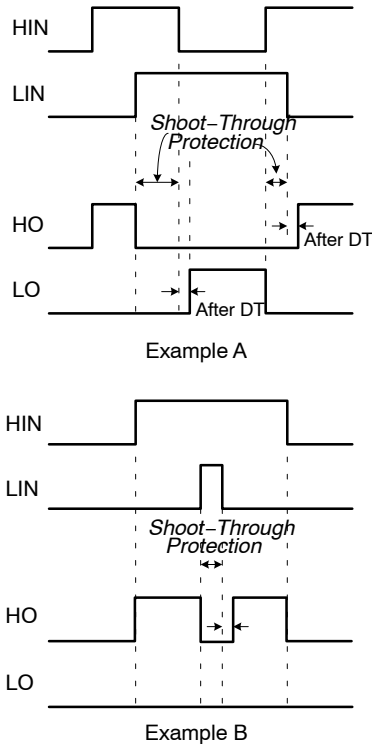 HIN
LIN
Shoot–Through
Protection
HO
After DT
LO
After DT
Example A
HIN
LIN
Shoot–Through
Protection
HO
LO
Example B